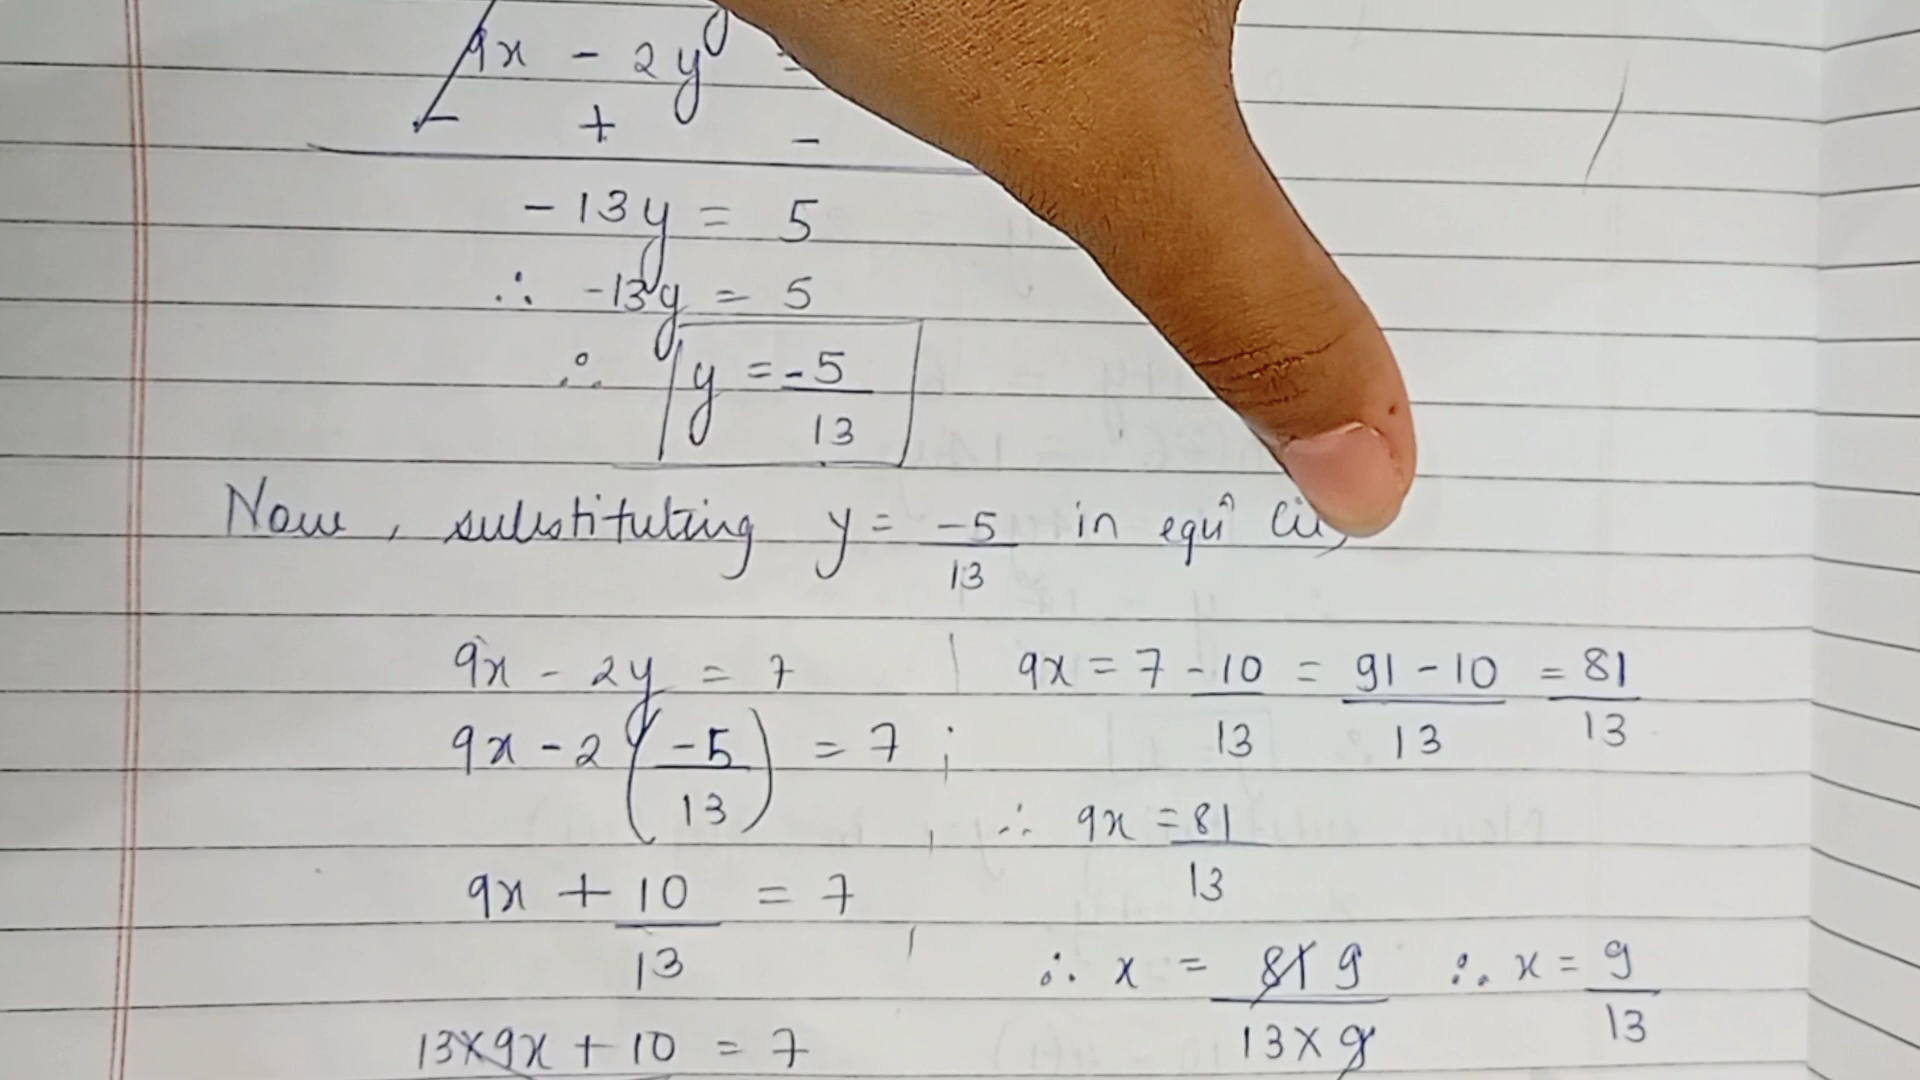 9x - 2y =
- + -
-13y = 5
∴ -13y = 5
∴ y = -5/13
Now, substituting y = -5/13 in equn (ii)
9x - 2y = 7
9x - 2(-5/13) = 7 ;
9x + 10/13 = 7
13x9x + 10 = 7
9x = 7 - 10/13 = 91 - 10/13 = 81/13
∴ 9x = 81/13
∴ x = 81 9/13 x 9 ∴ x = 9/13